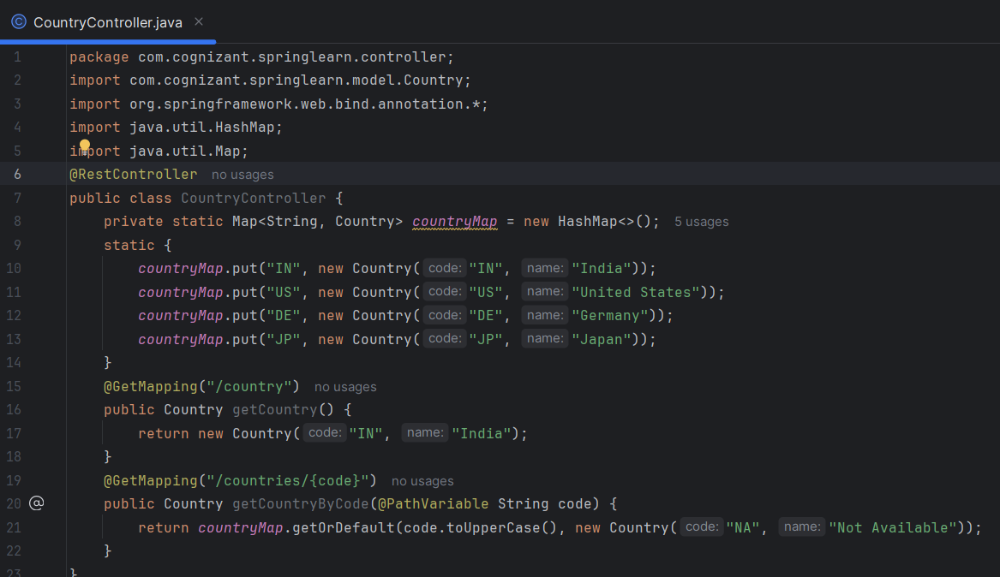 CountryController.java
1 package com.cognizant.springlearn.controller;
2 import com.cognizant.springlearn.model.Country;
3 import org.springframework.web.bind.annotation.*;
4 import java.util.HashMap;
5 import java.util.Map;
6 @RestController no usages
7 public class CountryController {
8 private static Map<String, Country> countryMap = new HashMap<>(); 5 usages
9 static {
10 countryMap.put("IN", new Country( code: "IN", name: "India"));
11 countryMap.put("US", new Country( code: "US", name: "United States"));
12 countryMap.put("DE", new Country( code: "DE", name: "Germany"));
13 countryMap.put("JP", new Country( code: "JP", name: "Japan"));
14 }
15 @GetMapping("/country") no usages
16 public Country getCountry() {
17 return new Country( code: "IN", name: "India");
18 }
19 @GetMapping("/countries/{code}") no usages
20 public Country getCountryByCode(@PathVariable String code) {
21 return countryMap.getOrDefault(code.toUpperCase(), new Country( code: "NA", name: "Not Available"));
22 }
23 }